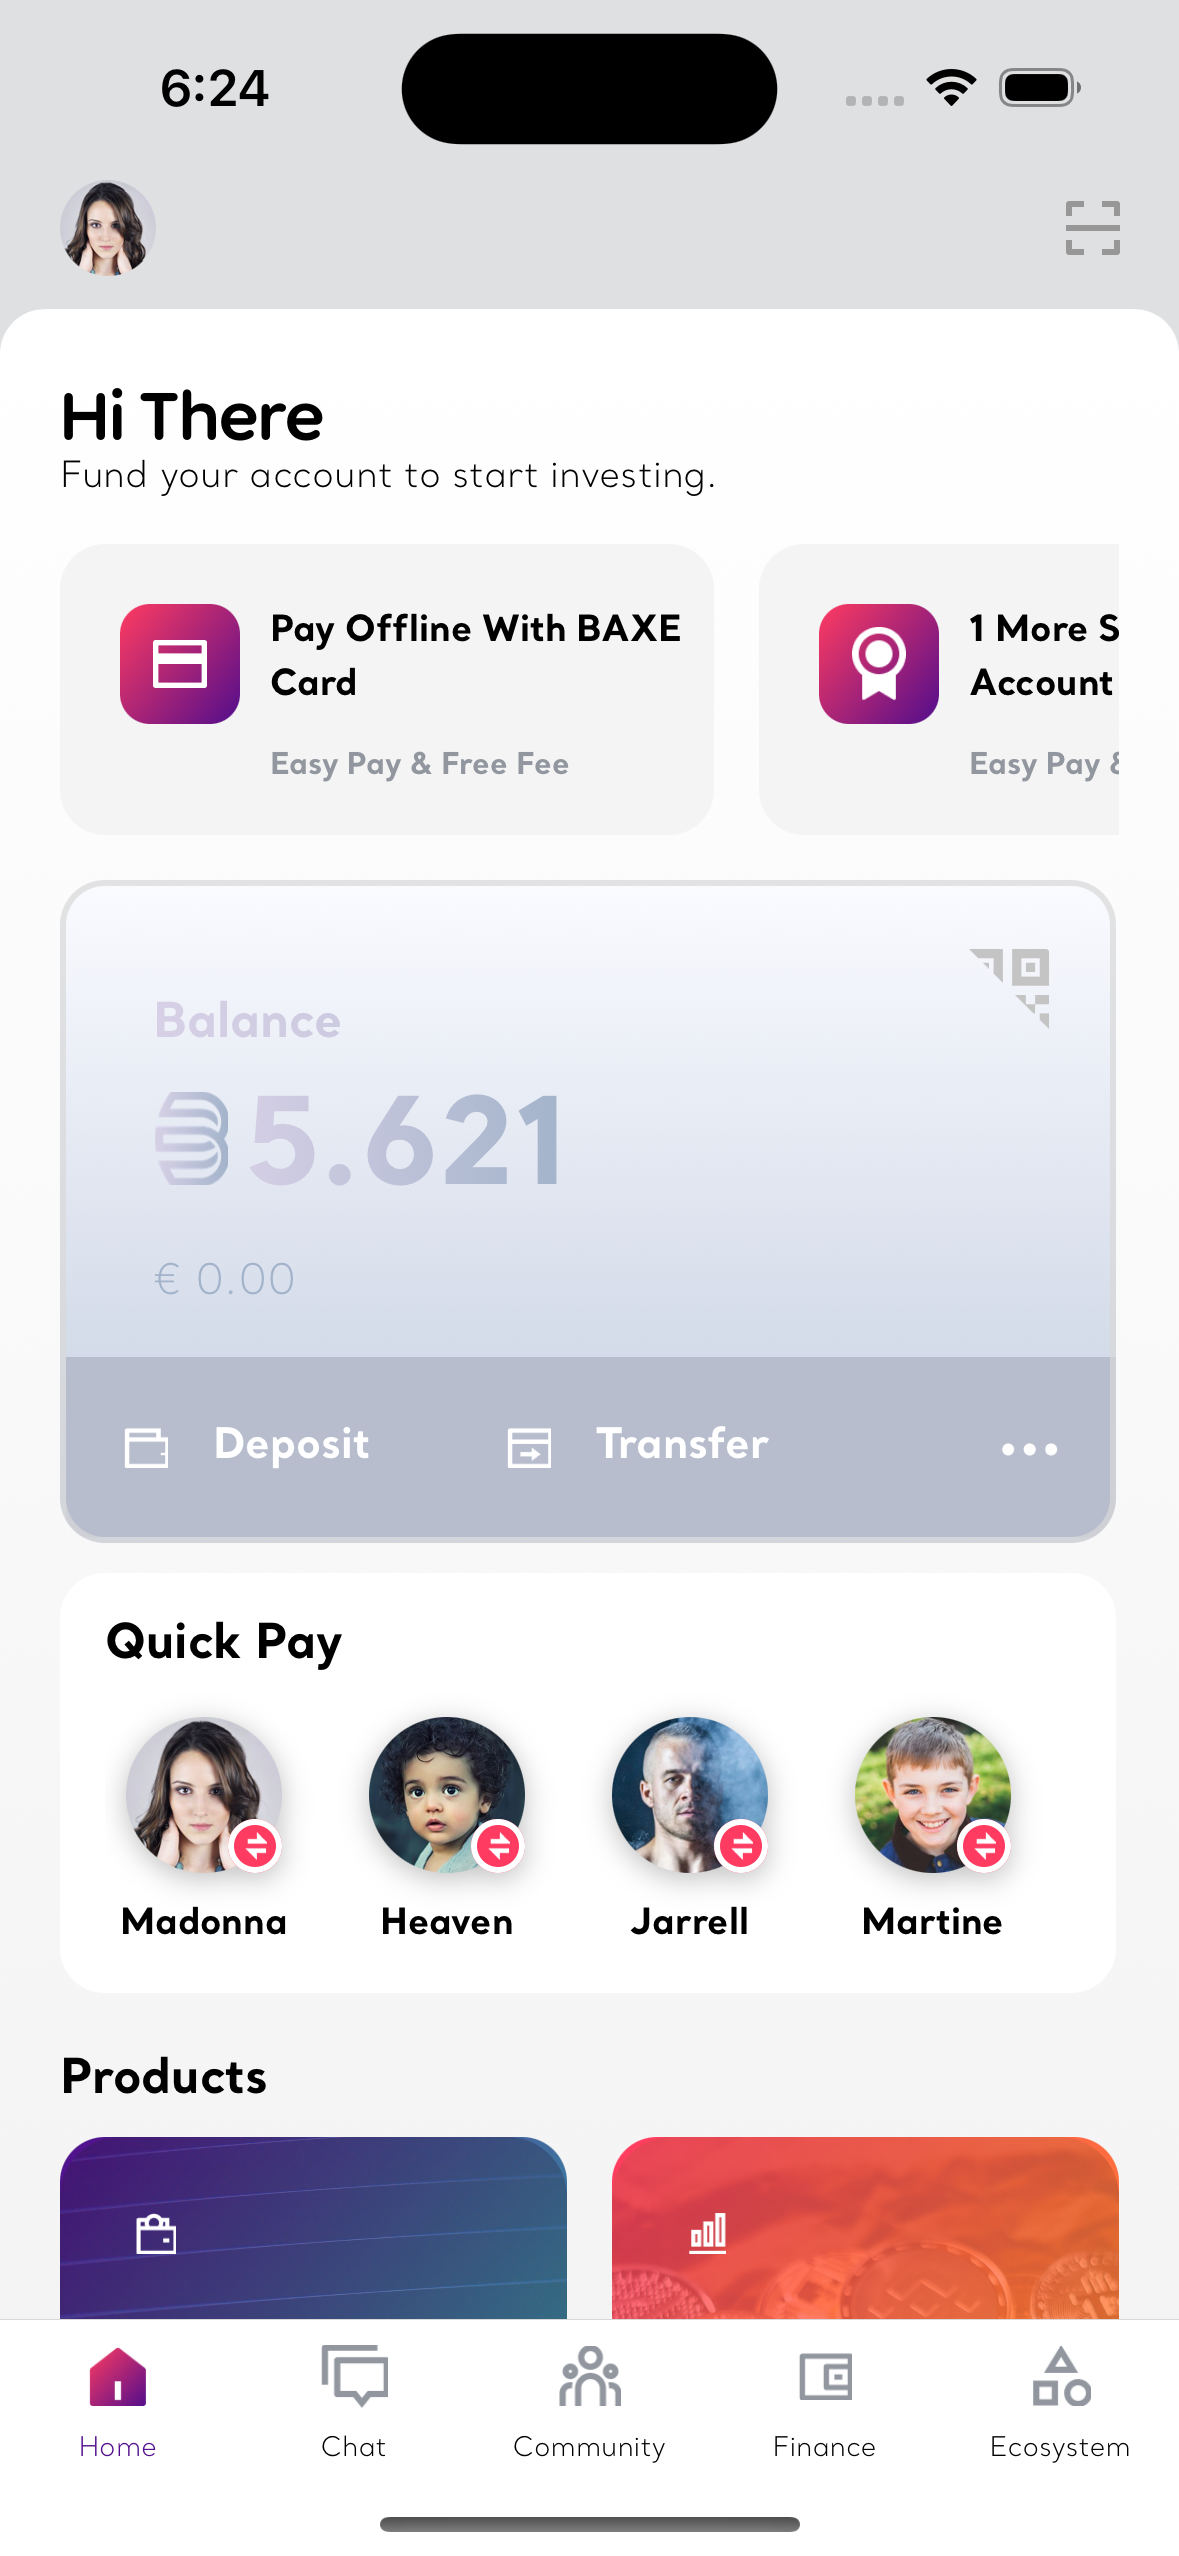 6:24
Hi There
Fund your account to start investing.
Pay Offline With BAXE
Card
Easy Pay & Free Fee
1 More S
Account
Easy Pay &
Balance
5.621
€ 0.00
Deposit
Transfer
Quick Pay
Madonna
Heaven
Jarrell
Martine
Products
Home
Chat
Community
Finance
Ecosystem